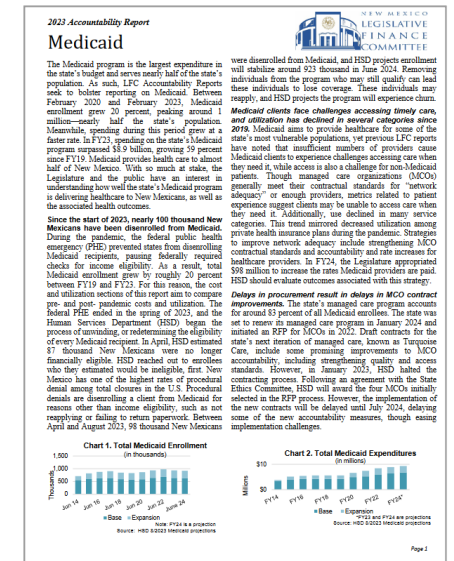 2023 Accountability Report
Medicaid
NEW MEXICO
LEGISLATIVE
FINANCE
COMMITTEE
The Medicaid program is the largest expenditure in
the state's budget and serves nearly half of the state's
population. As such, LFC Accountability Reports
seek to bolster reporting on Medicaid. Between
February 2020 and February 2023, Medicaid
enrollment grew 20 percent, peaking around 1
million—nearly half the state's population.
Meanwhile, spending during this period grew at a
faster rate. In FY23, spending on the state's Medicaid
program surpassed $8.9 billion, growing 59 percent
since FY19. Medicaid provides health care to almost
half of New Mexico. With so much at stake, the
Legislature and the public have an interest in
understanding how well the state's Medicaid program
is delivering healthcare to New Mexicans, as well as
the associated health outcomes.
Since the start of 2023, nearly 100 thousand New
Mexicans have been disenrolled from Medicaid.
During the pandemic, the federal public health
emergency (PHE) prevented states from disenrolling
Medicaid recipients, pausing federally required
checks for income eligibility. As a result, total
Medicaid enrollment grew by roughly 20 percent
between FY19 and FY23. For this reason, the cost
and utilization sections of this report aim to compare
pre- and post- pandemic costs and utilization. The
federal PHE ended in the spring of 2023, and the
Human Services Department (HSD) began the
process of unwinding, or redetermining the eligibility
of every Medicaid recipient. In April, HSD estimated
87 thousand New Mexicans were no longer
financially eligible. HSD reached out to enrollees
who they estimated would be ineligible, first. New
Mexico has one of the highest rates of procedural
denial among total closures in the U.S. Procedural
denials are disenrolling a client from Medicaid for
reasons other than income eligibility, such as not
reapplying or failing to return paperwork. Between
April and August 2023, 98 thousand New Mexicans
were disenrolled from Medicaid, and HSD projects enrollment
will stabilize around 923 thousand in June 2024. Removing
individuals from the program who may still qualify can lead
these individuals to lose coverage. These individuals may
reapply, and HSD projects the program will experience churn.
Medicaid clients face challenges accessing timely care,
and utilization has declined in several categories since
2019. Medicaid aims to provide healthcare for some of the
state's most vulnerable populations, yet previous LFC reports
have noted that insufficient numbers of providers cause
Medicaid clients to experience challenges accessing care when
they need it, while access is also a challenge for non-Medicaid
patients. Though managed care organizations (MCOs)
generally meet their contractual standards for "network
adequacy" or enough providers, metrics related to patient
experience suggest clients may be unable to access care when
they need it. Additionally, use declined in many service
categories. This trend mirrored decreased utilization among
private health insurance plans during the pandemic. Strategies
to improve network adequacy include strengthening MCO
contractual standards and accountability and rate increases for
healthcare providers. In FY24, the Legislature appropriated
$98 million to increase the rates Medicaid providers are paid.
HSD should evaluate outcomes associated with this strategy.
Delays in procurement result in delays in MCO contract
improvements. The state's managed care program accounts
for around 83 percent of all Medicaid enrollees. The state was
set to renew its managed care program in January 2024 and
initiated an RFP for MCOs in 2022. Draft contracts for the
state's next iteration of managed care, known as Turquoise
Care, include some promising improvements to MCO
accountability, including strengthening quality and access
standards. However, in January 2023, HSD halted the
contracting process. Following an agreement with the State
Ethics Committee, HSD will award the four MCOs initially
selected in the RFP process. However, the implementation of
the new contracts will be delayed until July 2024, delaying
some of the new accountability measures, though easing
implementation challenges.
Chart 1. Total Medicaid Enrollment
(in thousands)
Thousands
1,500
1,000
500
0
Jun 14
Jun 16
Jun 18
Jun 20
Jun 22
June 24
Base Expansion
Note: FY24 is a projection
Source: HSD 8/2023 Medicaid projections
Chart 2. Total Medicaid Expenditures
(in millions)
Millions
$10
$0
FY14
FY16
FY18
FY20
FY22
FY24*
Base Expansion
*FY23 and FY24 are projections
Source: HSD 8/2023 Medicaid projections
Page 1